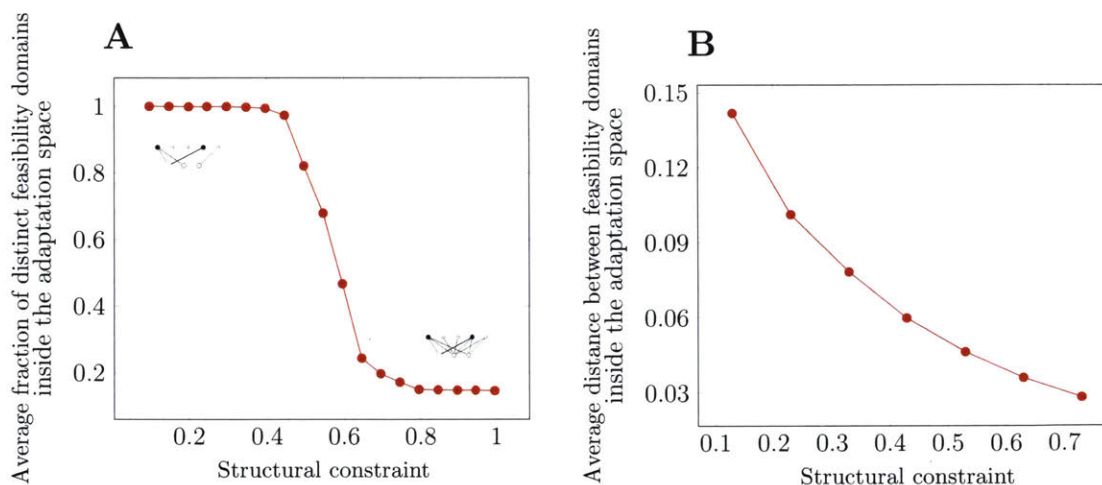 A
Average fraction of distinct feasibility domains
inside the adaptation space
1
0.8
0.6
0.4
0.2
0.2 0.4 0.6 0.8 1
Structural constraint
B
Average distance between feasibility domains
inside the adaptation space
0.15
0.12
0.09
0.06
0.03
0.1 0.2 0.3 0.4 0.5 0.6 0.7
Structural constraint